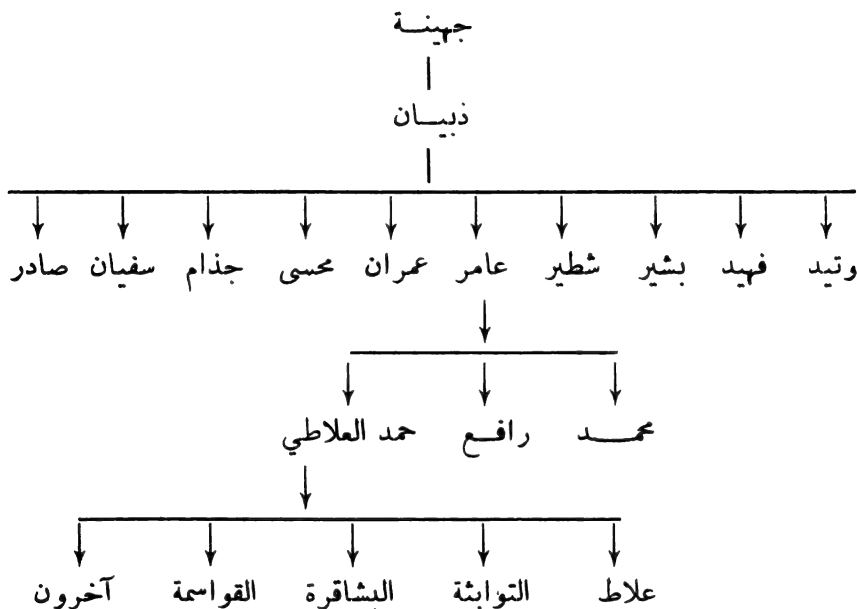 جهينة
ذبيان
وتيد فهيد بشير شطير عامر عمران محسى جذام سفيان صادر
محمد رافع حمد العلاطي
علاط التوابثة البشاقرة القواسمة آخرون